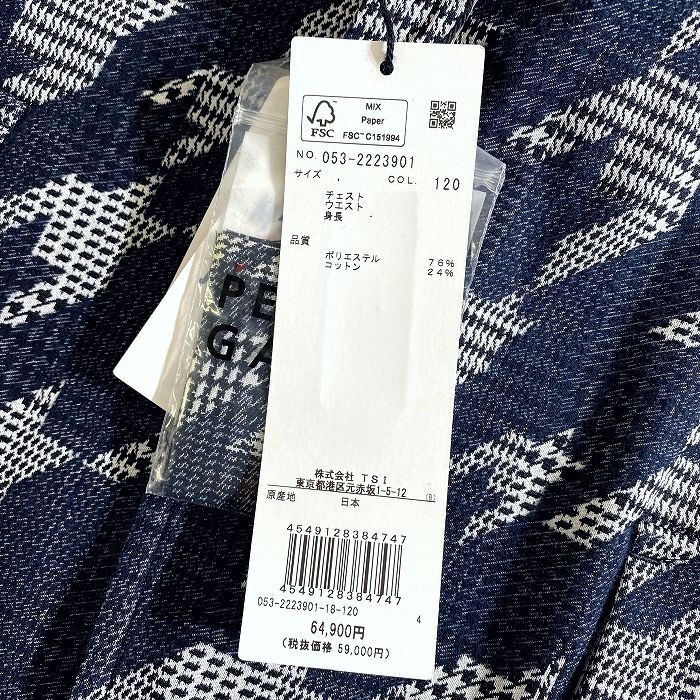 FSC
MIX
Paper
FSC™ C151994
NO. 053-2223901
サイズ COL. 120
チェスト
ウエスト
身長
品質
ポリエステル 76%
コットン 24%
PE
GA
株式会社 TSI
東京都港区元赤坂1-5-12 (B)
原産地 日本
4549128384747
4549128384747
053-2223901-18-120 4
64,900円
(税抜価格 59,000円)